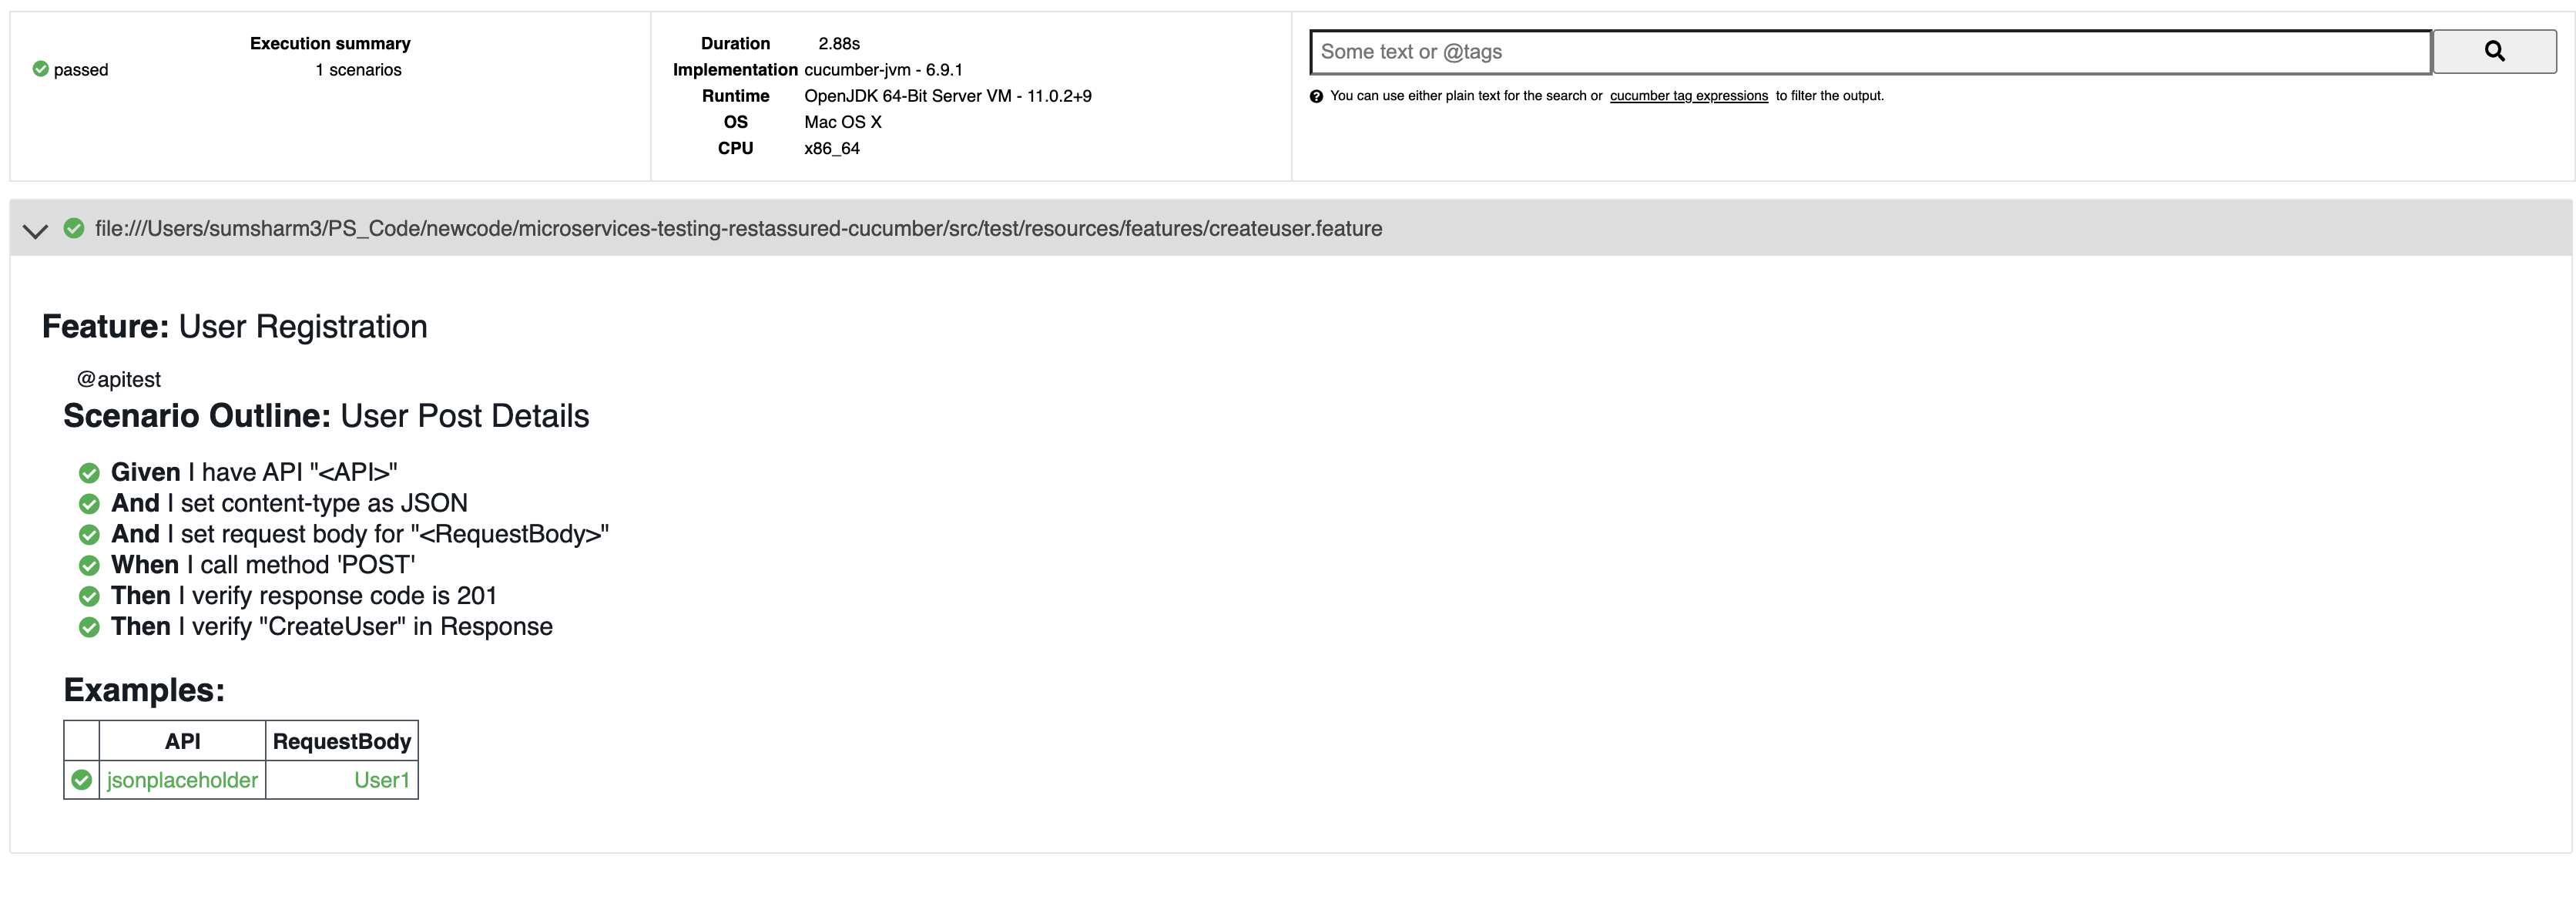 Execution summary
passed 1 scenarios
Duration 2.88s
Implementation cucumber-jvm - 6.9.1
Runtime OpenJDK 64-Bit Server VM - 11.0.2+9
OS Mac OS X
CPU x86_64
Some text or @tags
You can use either plain text for the search or cucumber tag expressions to filter the output.
file:///Users/sumsharm3/PS_Code/newcode/microservices-testing-restassured-cucumber/src/test/resources/features/createuser.feature
Feature: User Registration
@apitest
Scenario Outline: User Post Details
Given I have API "<API>"
And I set content-type as JSON
And I set request body for "<RequestBody>"
When I call method 'POST'
Then I verify response code is 201
Then I verify "CreateUser" in Response
Examples:
API RequestBody
jsonplaceholder User1